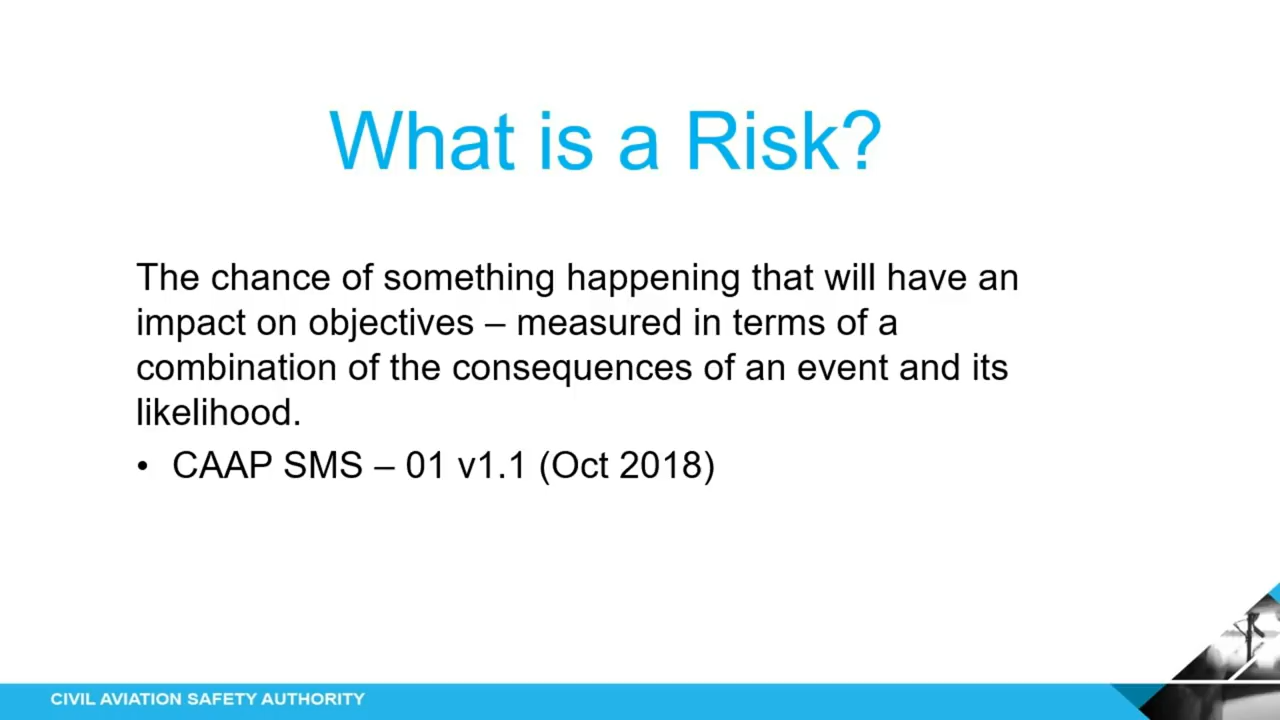 What is a Risk?
The chance of something happening that will have an
impact on objectives – measured in terms of a
combination of the consequences of an event and its
likelihood.
• CAAP SMS – 01 v1.1 (Oct 2018)
CIVIL AVIATION SAFETY AUTHORITY